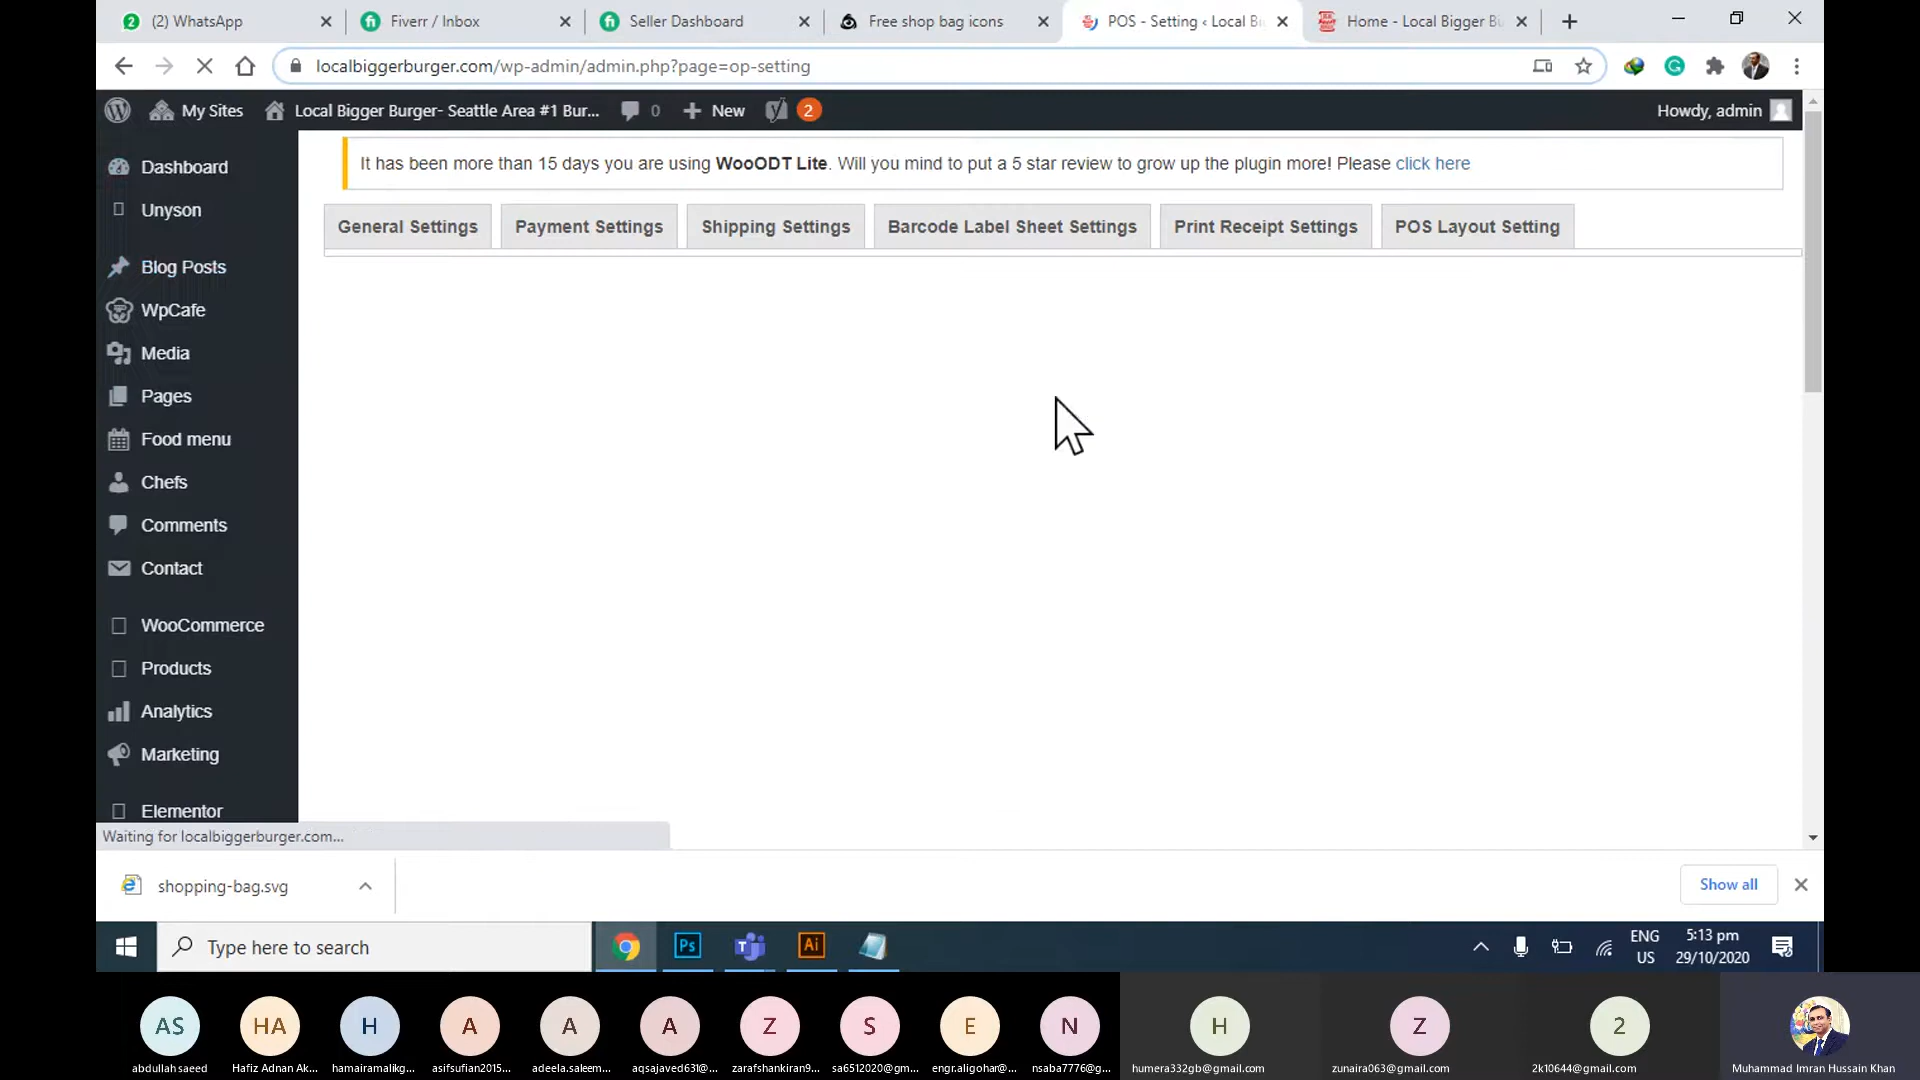 (2) WhatsApp
Fiverr / Inbox
Seller Dashboard
Free shop bag icons
POS - Setting ‹ Local B
Home - Local Bigger B
localbiggerburger.com/wp-admin/admin.php?page=op-setting
My Sites
Local Bigger Burger- Seattle Area #1 Bur...
0
New
2
Howdy, admin
It has been more than 15 days you are using WooODT Lite. Will you mind to put a 5 star review to grow up the plugin more! Please click here
General Settings
Payment Settings
Shipping Settings
Barcode Label Sheet Settings
Print Receipt Settings
POS Layout Setting
Dashboard
Unyson
Blog Posts
WpCafe
Media
Pages
Food menu
Chefs
Comments
Contact
WooCommerce
Products
Analytics
Marketing
Elementor
Waiting for localbiggerburger.com...
shopping-bag.svg
Show all
Type here to search
Ps
Ai
ENG
US
5:13 pm
29/10/2020
AS
HA
H
A
A
A
Z
S
E
N
H
Z
2
abdullah saeed
Hafiz Adnan Ak...
hamairamalikg...
asifsufian2015...
adeela.saleem...
aqsajaved631@...
zarafshankiran9...
sa6512020@gm...
engr.aligohar@...
nsaba7776@g...
humera332gb@gmail.com
zunaira063@gmail.com
2k10644@gmail.com
Muhammad Imran Hussain Khan